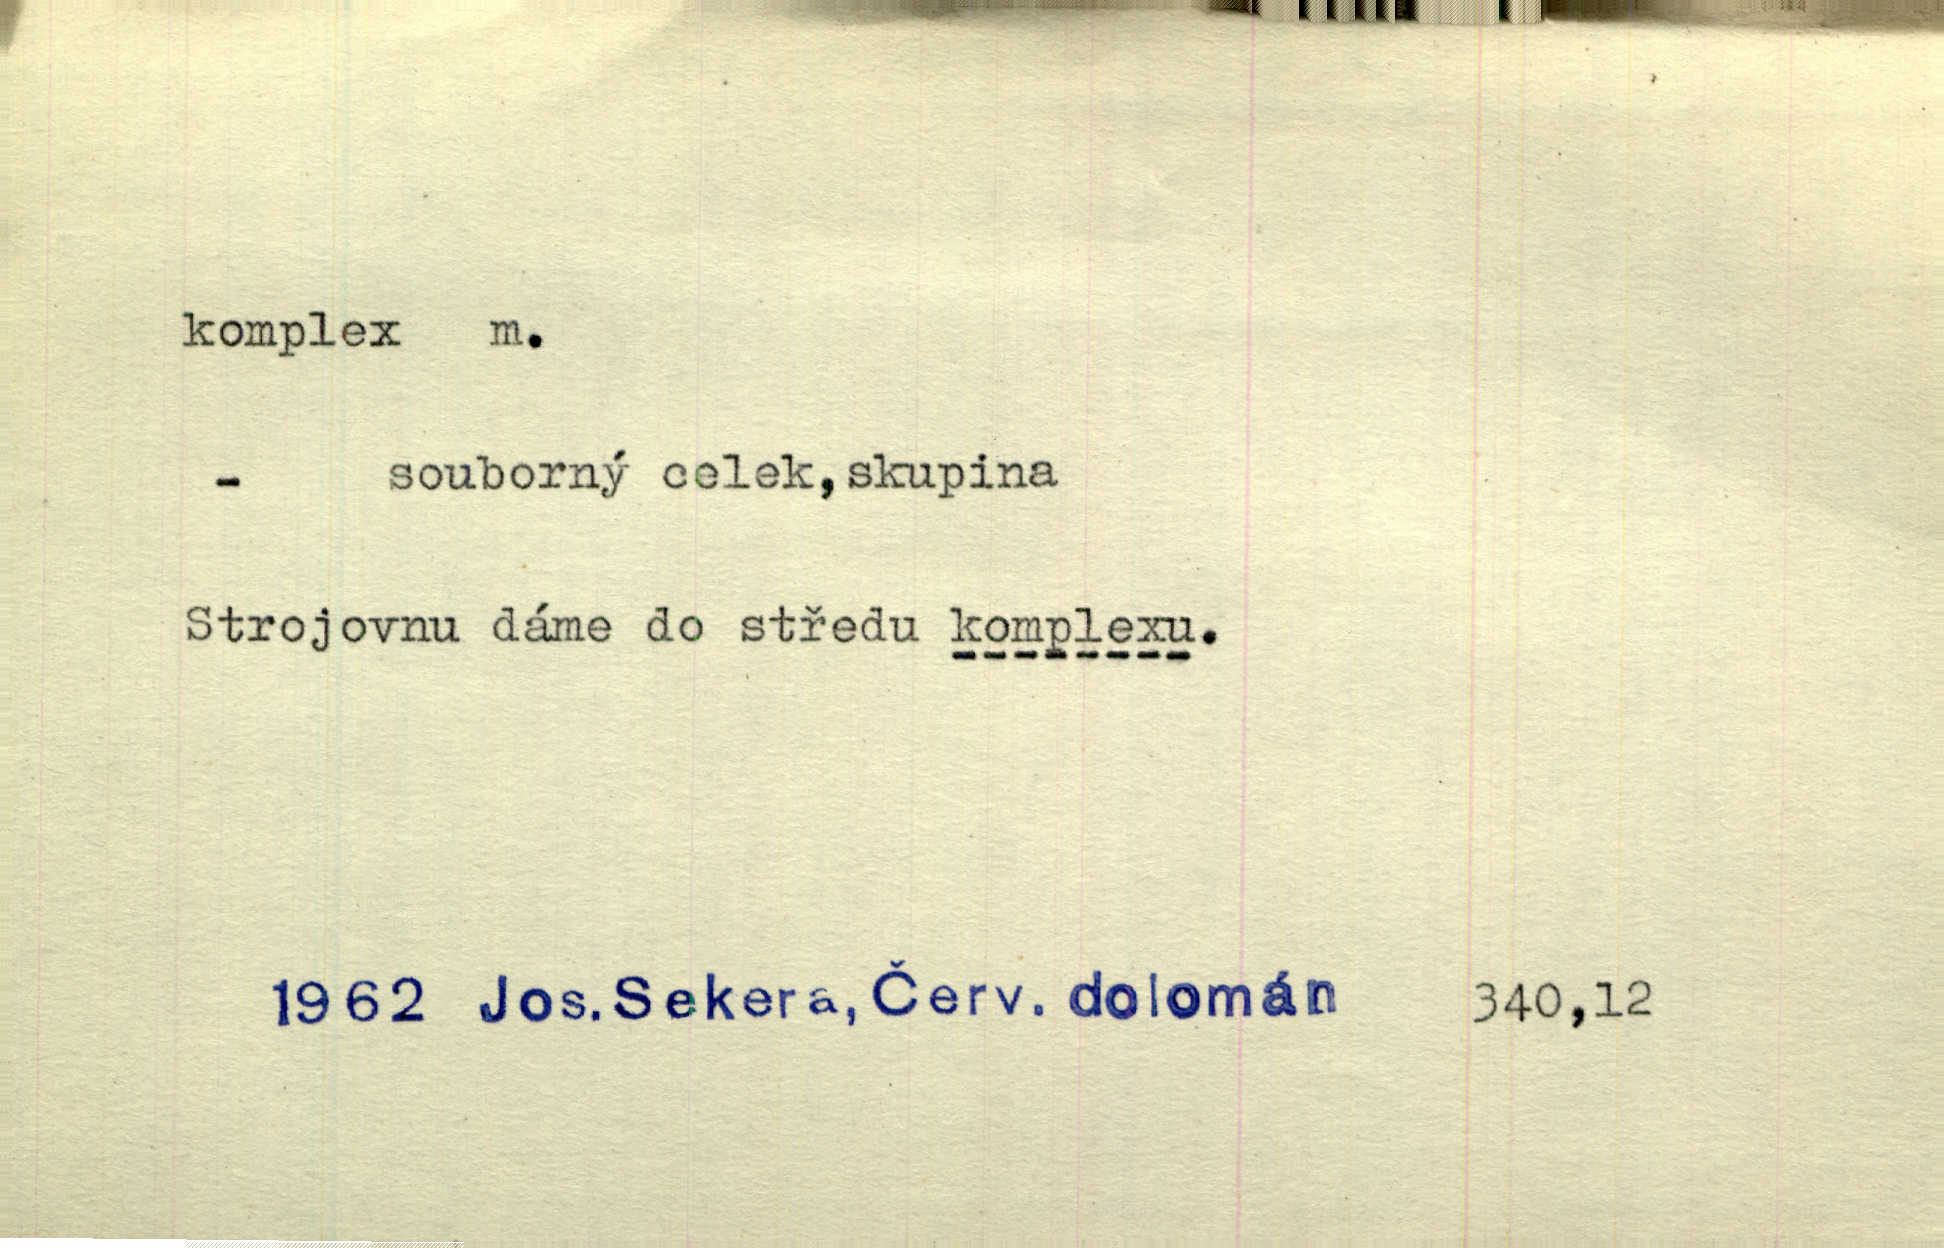 komplex m.
- souborný celek,skupina
Strojovnu dáme do středu komplexu.
1962 Jos.Sekera,Červ. dolomán 340,12